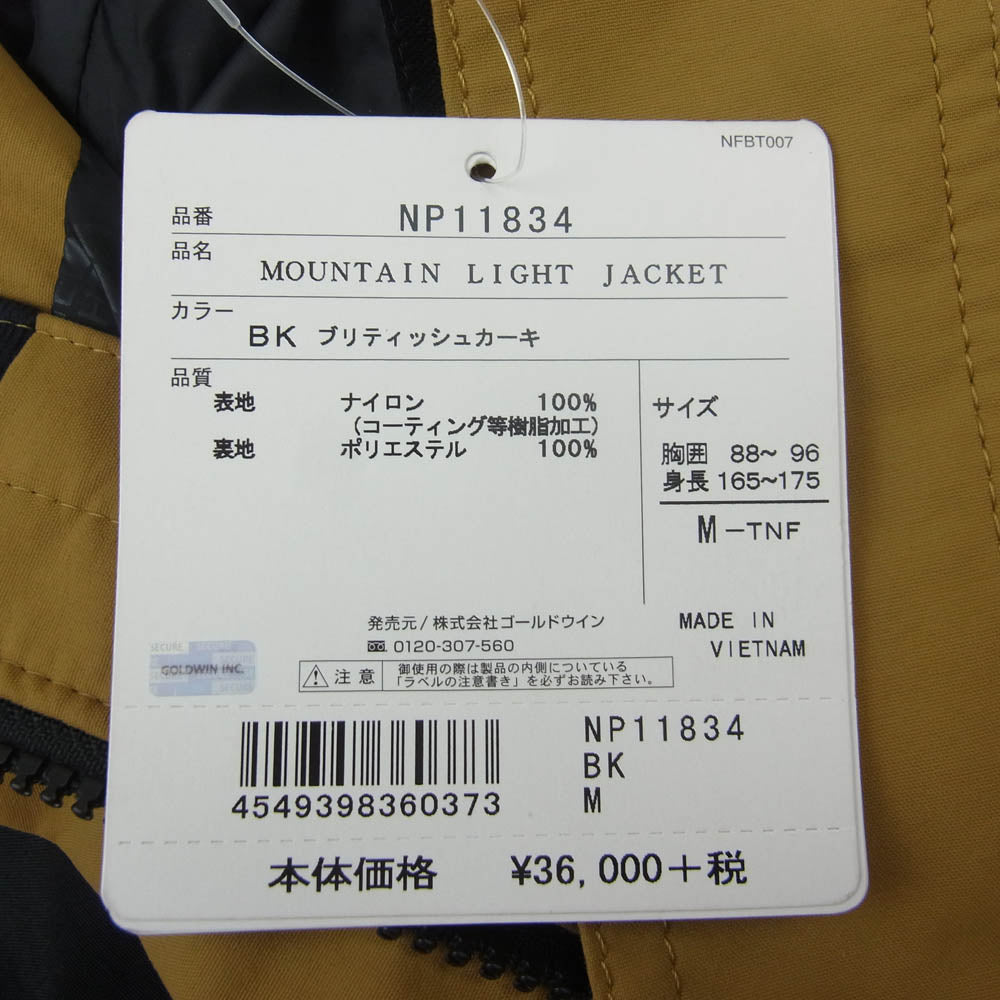 NFBT007
品番 NP11834
品名
MOUNTAIN LIGHT JACKET
カラー
BK ブリティッシュカーキ
品質
表地 ナイロン 100%
(コーティング等樹脂加工)
裏地 ポリエステル 100%
サイズ
胸囲 88~ 96
身長 165~175
M-TNF
発売元/株式会社ゴールドウイン
0120-307-560
MADE IN
VIETNAM
SECURE SECURE
GOLDWIN INC.
SECURE
注意
御使用の際は製品の内側についている
「ラベルの注意書き」を必ずお読み下さい。
4549398360373
NP11834
BK
M
本体価格 ¥36,000+税